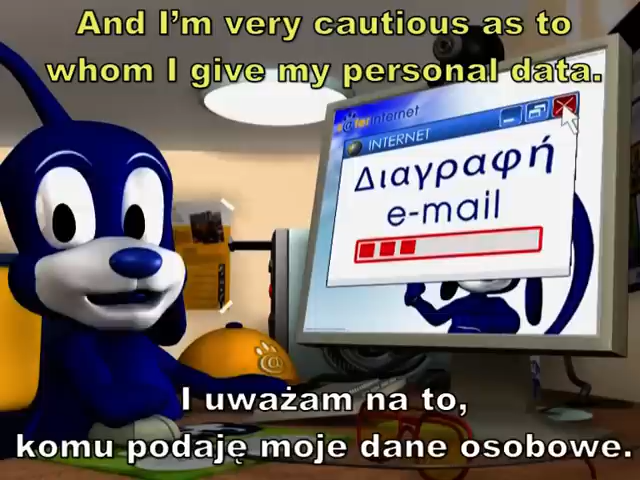 And I'm very cautious as to
whom I give my personal data.
s@fer internet
INTERNET
Διαγραφή
e-mail
I uważam na to,
komu podaję moje dane osobowe.